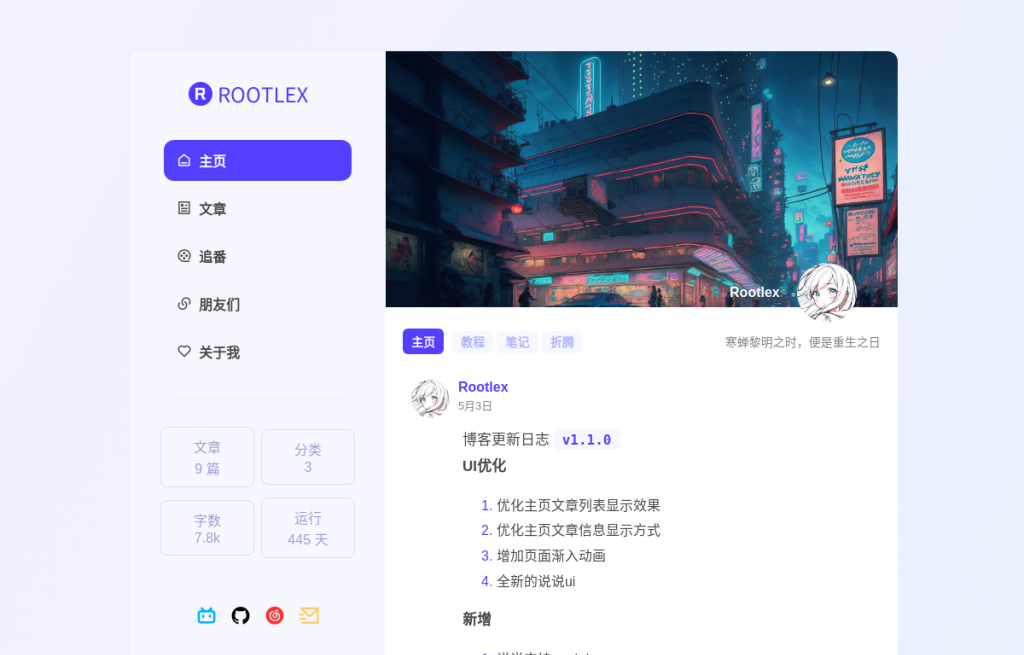 R ROOTLEX
主页
文章
追番
朋友们
关于我
文章
9 篇
分类
3
字数
7.8k
运行
445 天
Rootlex
主页 教程 笔记 折腾
寒蝉黎明之时，便是重生之日
Rootlex
5月3日
博客更新日志 v1.1.0
UI优化
1. 优化主页文章列表显示效果
2. 优化主页文章信息显示方式
3. 增加页面渐入动画
4. 全新的说说ui
新增